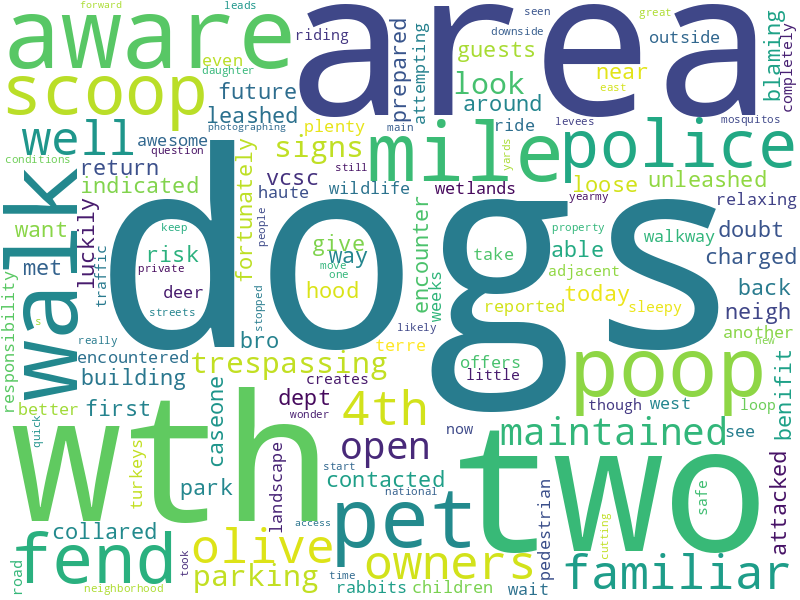 forward leads seen great
aware area
riding downside outside
prepared attempting blaming completely
guests
even look near
daughter east
scoop future around
leashed ride
photographing plenty main levees mosquitos
well awesome signs mile police
conditions question fortunately yards
return vcsc still loose unleashed
indicated haute wildlife wetlands yearmy relaxing
walk dogs
luckily want keep people give encounter take able walkway doubt
property
met risk way adjacent charged
traffic private move weeks offers
deer hood one reported today sleepy back
streets stopped neigh
responsibility s really bro likely terre another new
encountered trespassing little poop
building creates though west loop
better first dept 4th benifit
wonder now
quick wth caseone open maintained see
two
turkeys landscape start contacted
park national pet attacked
collared access safe
fend olive owners pedestrian cutting
road took parking time familiar
neighborhood rabbits children wait